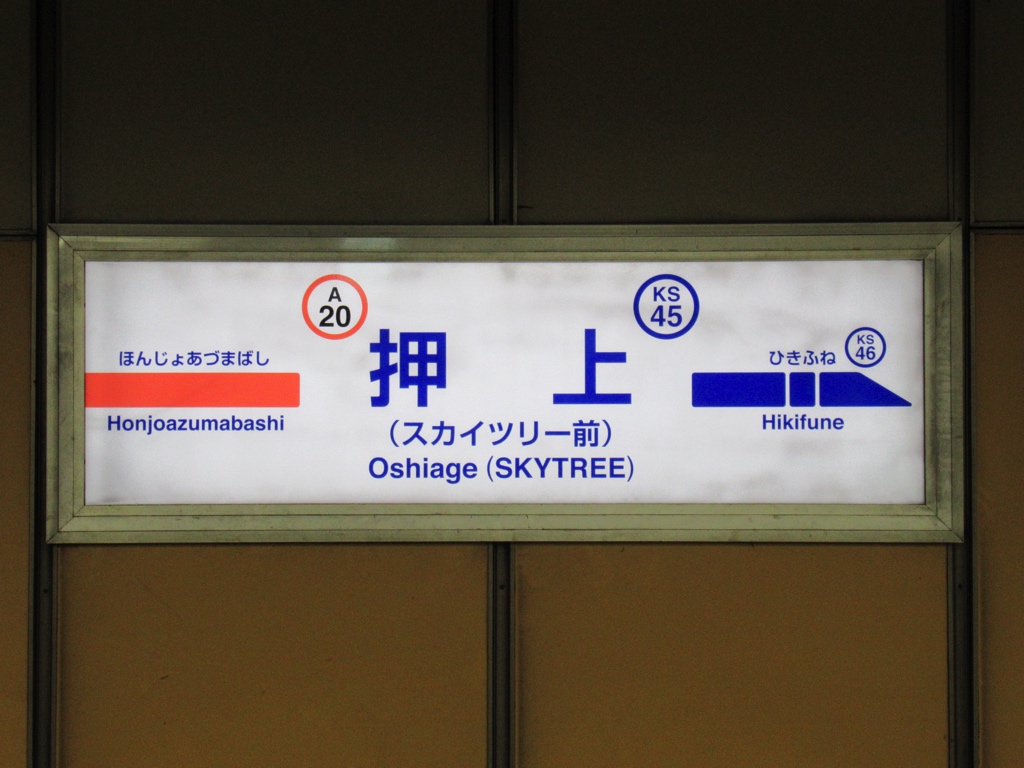 A
20
KS
45
押上
ほんじょあづまばし
Honjoazumabashi
(スカイツリー前)
Oshiage (SKYTREE)
ひきふね
KS
46
Hikifune